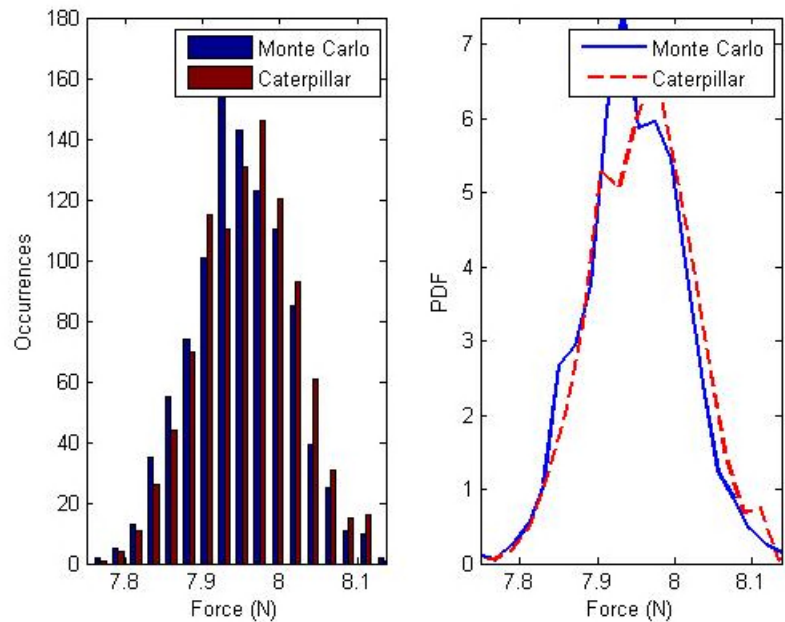 180
160
140
120
100
80
60
40
20
0
Occurrences
7.8 7.9 8 8.1
Force (N)
Monte Carlo
Caterpillar
7
6
5
4
3
2
1
0
PDF
7.8 7.9 8 8.1
Force (N)
Monte Carlo
Caterpillar